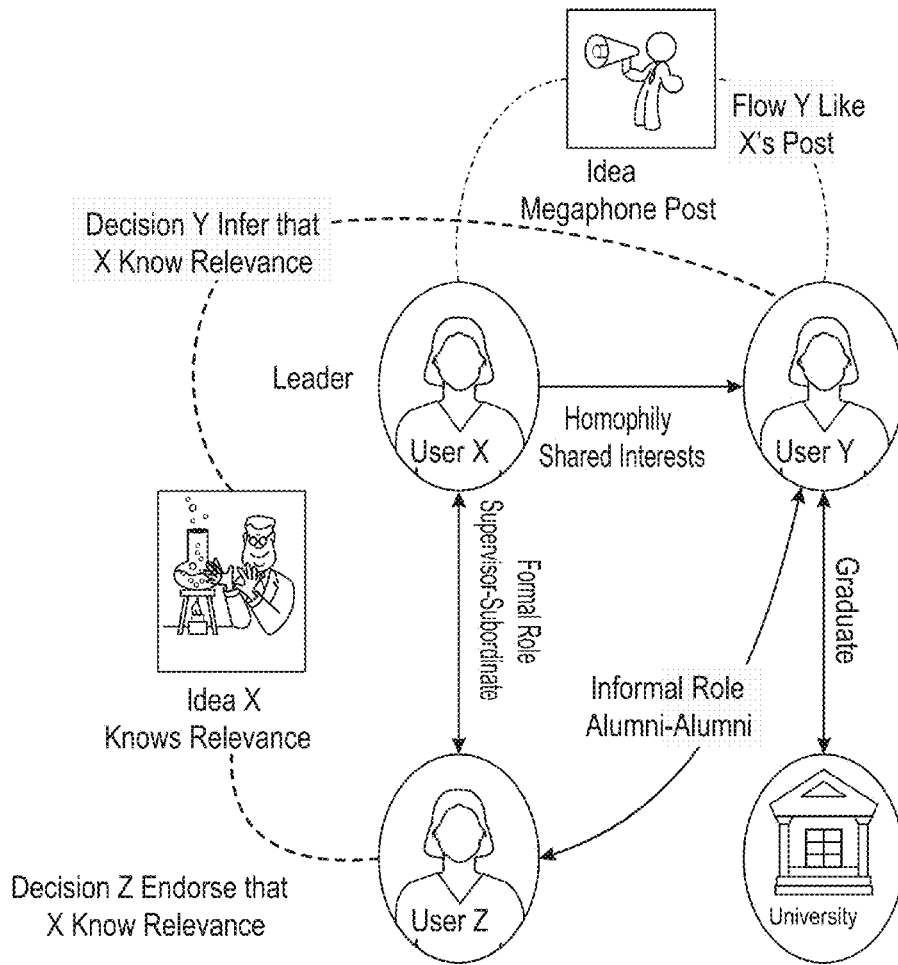 Flow Y Like
X's Post
Idea
Megaphone Post
Decision Y Infer that
X Know Relevance
Leader
User X
Homophily
Shared Interests
User Y
Formal Role
Supervisor-Subordinate
Graduate
Idea X
Knows Relevance
Informal Role
Alumni-Alumni
Decision Z Endorse that
X Know Relevance
User Z
University